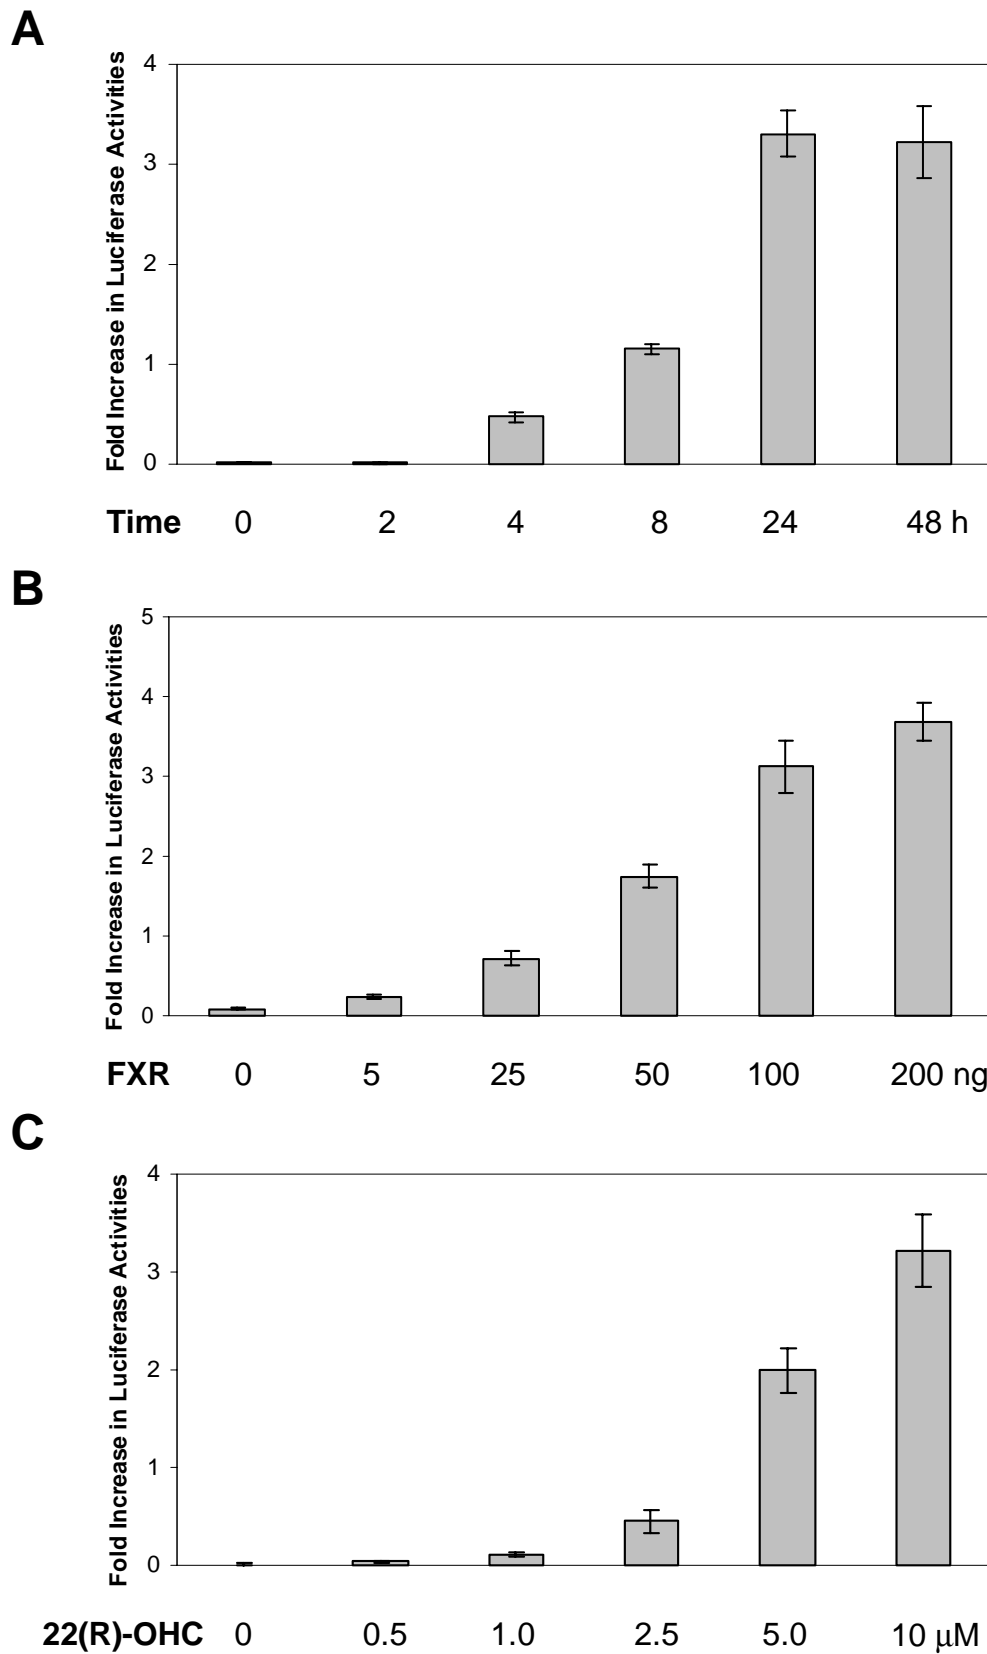 A
Fold Increase in Luciferase Activities
4
3
2
1
0
Time 0 2 4 8 24 48 h
B
Fold Increase in Luciferase Activities
5
4
3
2
1
0
FXR 0 5 25 50 100 200 ng
C
Fold Increase in Luciferase Activities
4
3
2
1
0
22(R)-OHC 0 0.5 1.0 2.5 5.0 10 μM